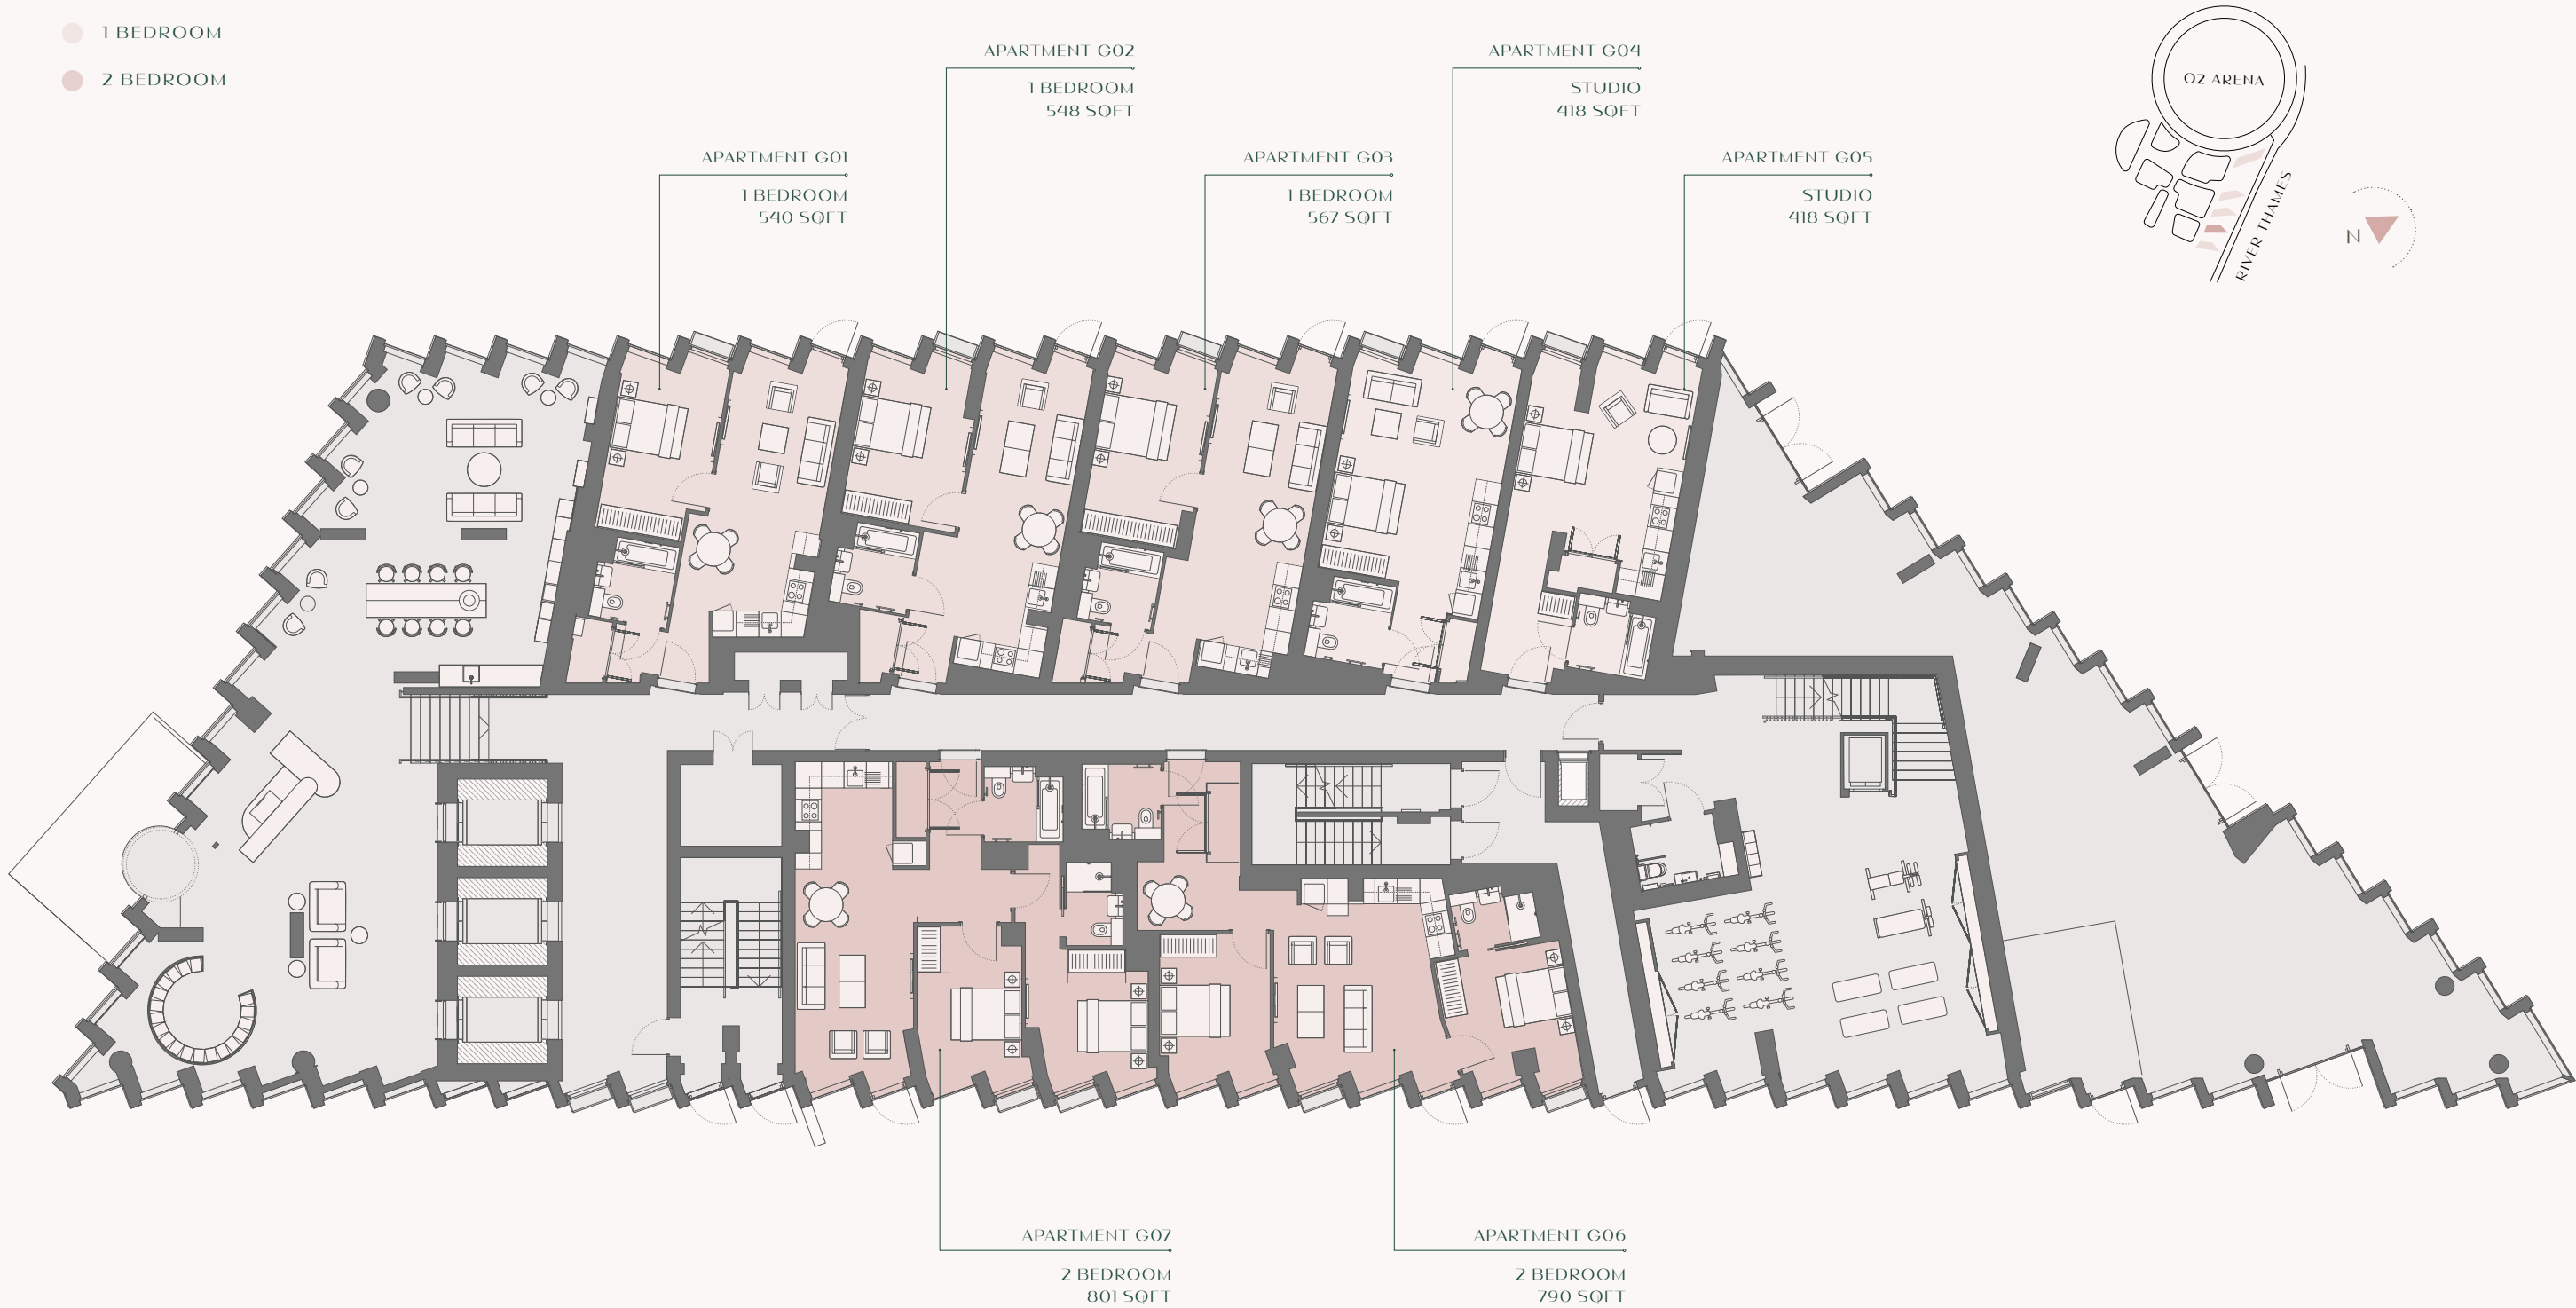 1 BEDROOM
2 BEDROOM
APARTMENT G02
1 BEDROOM
548 SQFT
APARTMENT G04
STUDIO
418 SQFT
APARTMENT G01
1 BEDROOM
540 SQFT
APARTMENT G03
1 BEDROOM
567 SQFT
APARTMENT G05
STUDIO
418 SQFT
O2 ARENA
RIVER THAMES
N
APARTMENT G07
2 BEDROOM
801 SQFT
APARTMENT G06
2 BEDROOM
790 SQFT